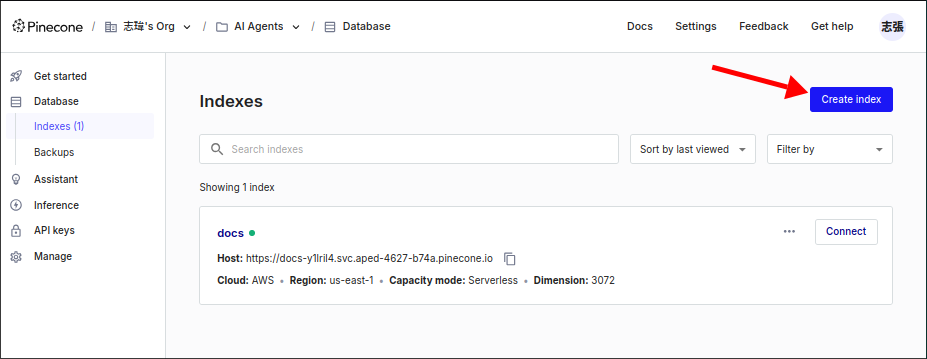 Pinecone / 志瑋's Org / AI Agents / Database Docs Settings Feedback Get help 志張
Get started
Database
Indexes (1)
Backups
Assistant
Inference
API keys
Manage
Indexes Create index
Search indexes Sort by last viewed Filter by
Showing 1 index
docs ••• Connect
Host: https://docs-y1lril4.svc.aped-4627-b74a.pinecone.io
Cloud: AWS • Region: us-east-1 • Capacity mode: Serverless • Dimension: 3072